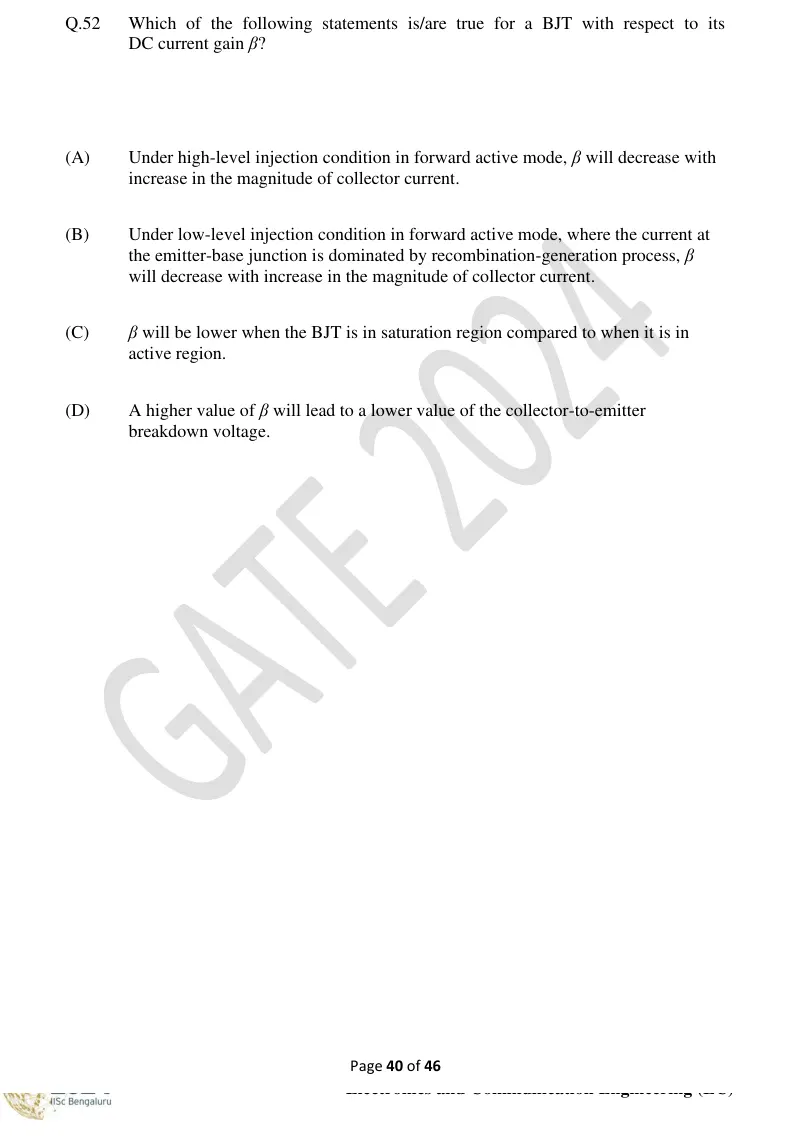 Q.52 Which of the following statements is/are true for a BJT with respect to its
DC current gain β?
(A) Under high-level injection condition in forward active mode, β will decrease with
increase in the magnitude of collector current.
(B) Under low-level injection condition in forward active mode, where the current at
the emitter-base junction is dominated by recombination-generation process, β
will decrease with increase in the magnitude of collector current.
(C) β will be lower when the BJT is in saturation region compared to when it is in
active region.
(D) A higher value of β will lead to a lower value of the collector-to-emitter
breakdown voltage.
GATE 2024
Page 40 of 46
IISc Bengaluru